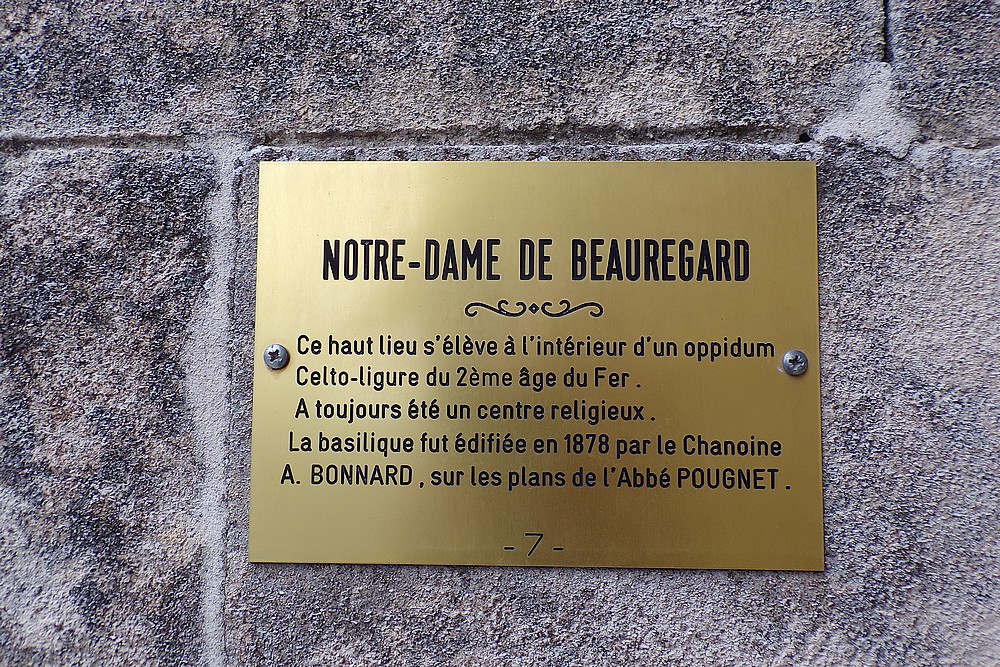 NOTRE-DAME DE BEAUREGARD
Ce haut lieu s'élève à l'intérieur d'un oppidum
Celto-ligure du 2ème âge du Fer .
A toujours été un centre religieux .
La basilique fut édifiée en 1878 par le Chanoine
A. BONNARD , sur les plans de l'Abbé POUGNET .
- 7 -